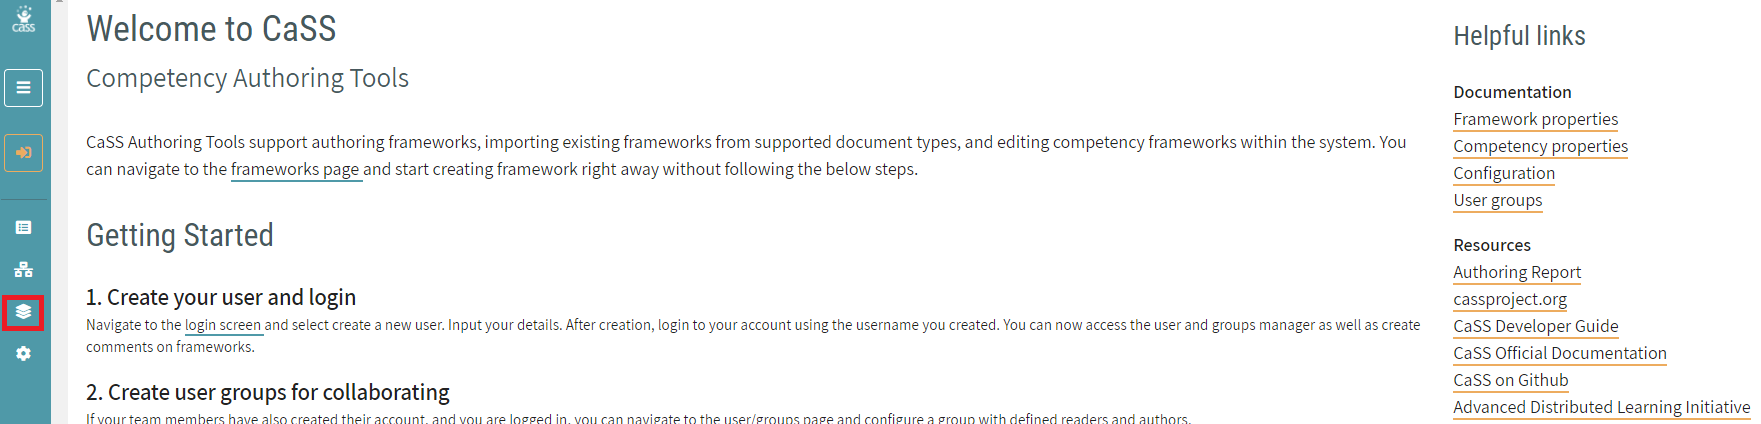 cass
Welcome to CaSS
Competency Authoring Tools
CaSS Authoring Tools support authoring frameworks, importing existing frameworks from supported document types, and editing competency frameworks within the system. You
can navigate to the frameworks page and start creating framework right away without following the below steps.
Getting Started
1. Create your user and login
Navigate to the login screen and select create a new user. Input your details. After creation, login to your account using the username you created. You can now access the user and groups manager as well as create
comments on frameworks.
2. Create user groups for collaborating
If your team members have also created their account, and you are logged in, you can navigate to the user/groups page and configure a group with defined readers and authors.
Helpful links
Documentation
Framework properties
Competency properties
Configuration
User groups
Resources
Authoring Report
cassproject.org
CaSS Developer Guide
CaSS Official Documentation
CaSS on Github
Advanced Distributed Learning Initiative